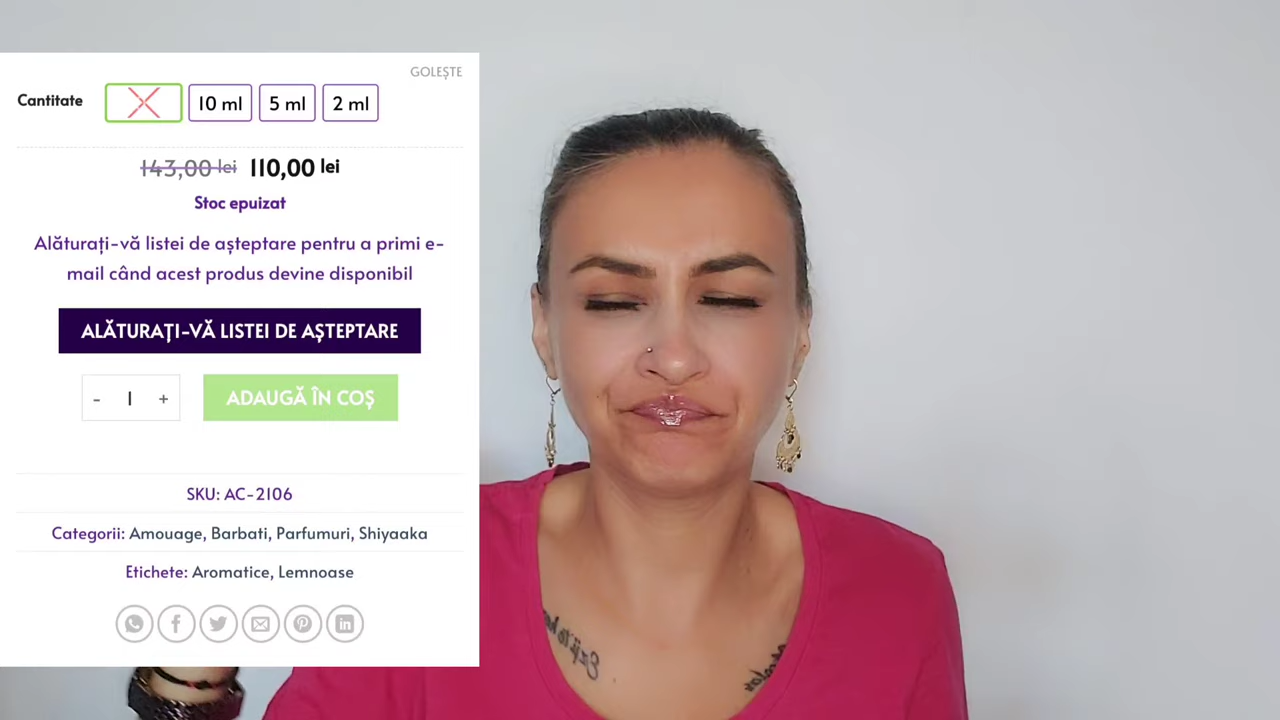 GOLEȘTE
Cantitate
10 ml
5 ml
2 ml
143,00 lei 110,00 lei
Stoc epuizat
Alăturați-vă listei de așteptare pentru a primi e-
mail când acest produs devine disponibil
ALĂTURAȚI-VĂ LISTEI DE AȘTEPTARE
- 1 +
ADAUGĂ ÎN COȘ
SKU: AC-2106
Categorii: Amouage, Barbati, Parfumuri, Shiyaaka
Etichete: Aromatice, Lemnoase